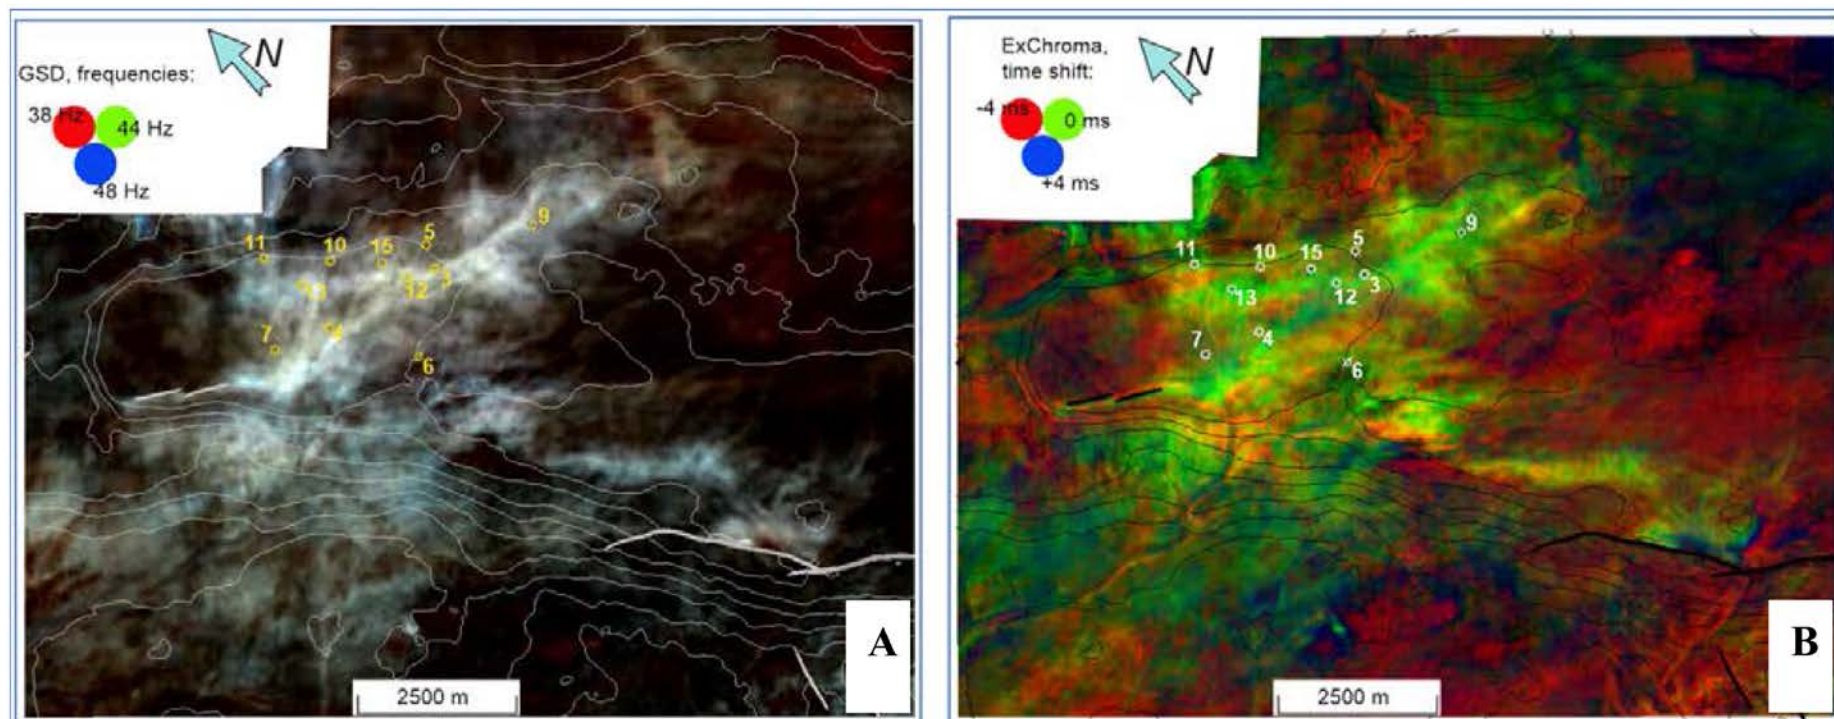 N
GSD, frequencies:
38 Hz
44 Hz
48 Hz
11
10
15
5
9
3
12
13
4
7
6
2500 m
A
N
ExChroma,
time shift:
-4 ms
0 ms
+4 ms
11
10
15
5
9
3
12
13
4
7
6
2500 m
B